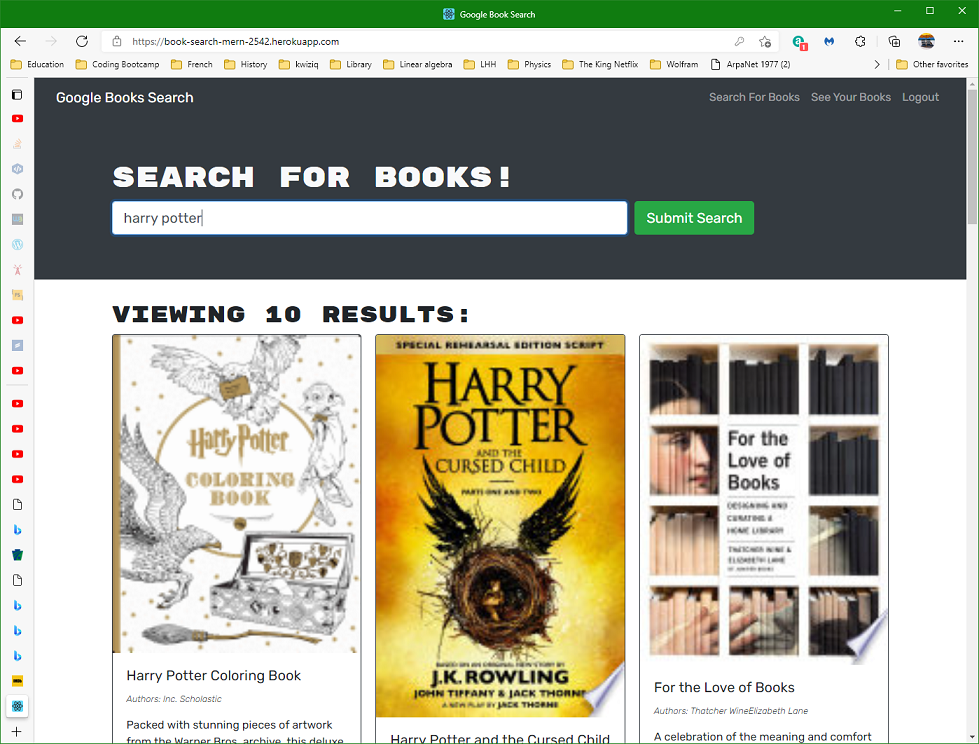 Google Book Search
https://book-search-mern-2542.herokuapp.com
1
Education Coding Bootcamp French History kwiziq Library Linear algebra LHH Physics The King Netflix Wolfram ArpaNet 1977 (2) Other favorites
Google Books Search Search For Books See Your Books Logout
SEARCH FOR BOOKS!
harry potter Submit Search
VIEWING 10 RESULTS:
Harry Potter
COLORING
BOOK
Harry Potter Coloring Book
Authors: Inc. Scholastic
Packed with stunning pieces of artwork
from the Warner Bros. archive, this deluxe
SPECIAL REHEARSAL EDITION SCRIPT
HARRY
POTTER
AND THE
CURSED CHILD
PARTS ONE AND TWO
BASED ON AN ORIGINAL NEW STORY BY
J.K. ROWLING
JOHN TIFFANY & JACK THORNE
A NEW PLAY BY JACK THORNE
Harry Potter and the Cursed Child
For the
Love of
Books
DESIGNING AND
CURATING A
HOME LIBRARY
THATCHER WINE &
ELIZABETH LANE
OF JUNIPER BOOKS
For the Love of Books
Authors: Thatcher WineElizabeth Lane
A celebration of the meaning and comfort